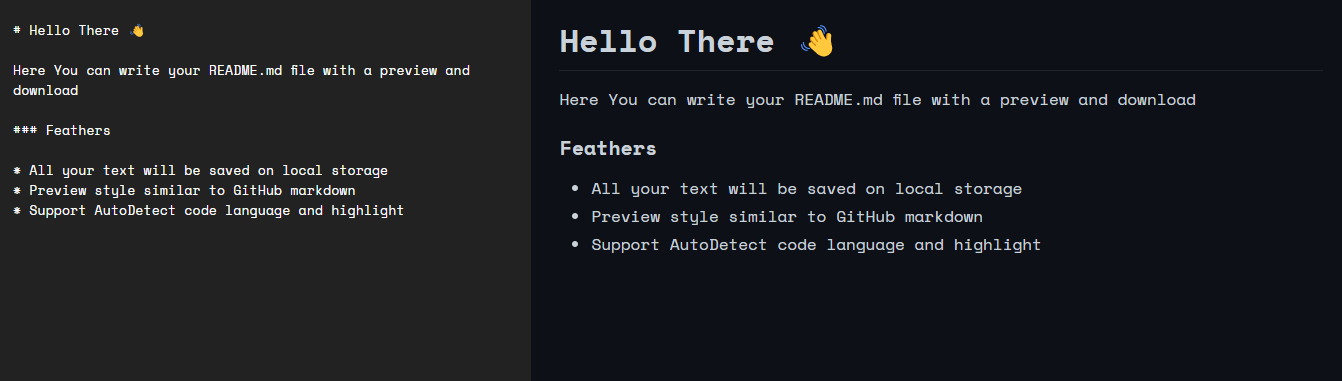 # Hello There 👋
Here You can write your README.md file with a preview and
download
### Feathers
* All your text will be saved on local storage
* Preview style similar to GitHub markdown
* Support AutoDetect code language and highlight
Hello There 👋
Here You can write your README.md file with a preview and download
Feathers
• All your text will be saved on local storage
• Preview style similar to GitHub markdown
• Support AutoDetect code language and highlight